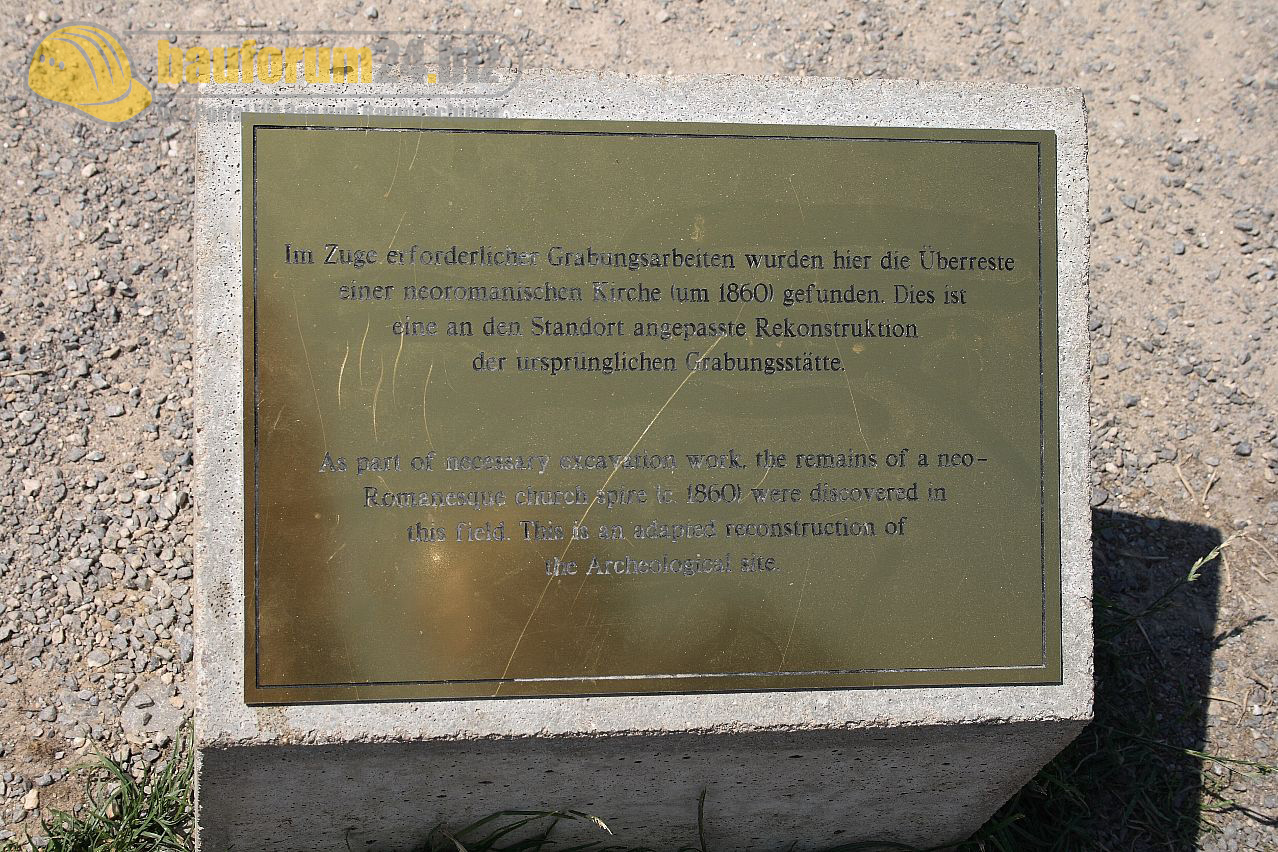 bauforum24.biz
Im Zuge erforderlicher Grabungsarbeiten wurden hier die Überreste
einer neoromanischen Kirche (um 1860) gefunden. Dies ist
eine an den Standort angepasste Rekonstruktion
der ursprünglichen Grabungsstätte.
As part of necessary excavation work, the remains of a neo-
Romanesque church spire (c. 1860) were discovered in
this field. This is an adapted reconstruction of
the Archeological site.